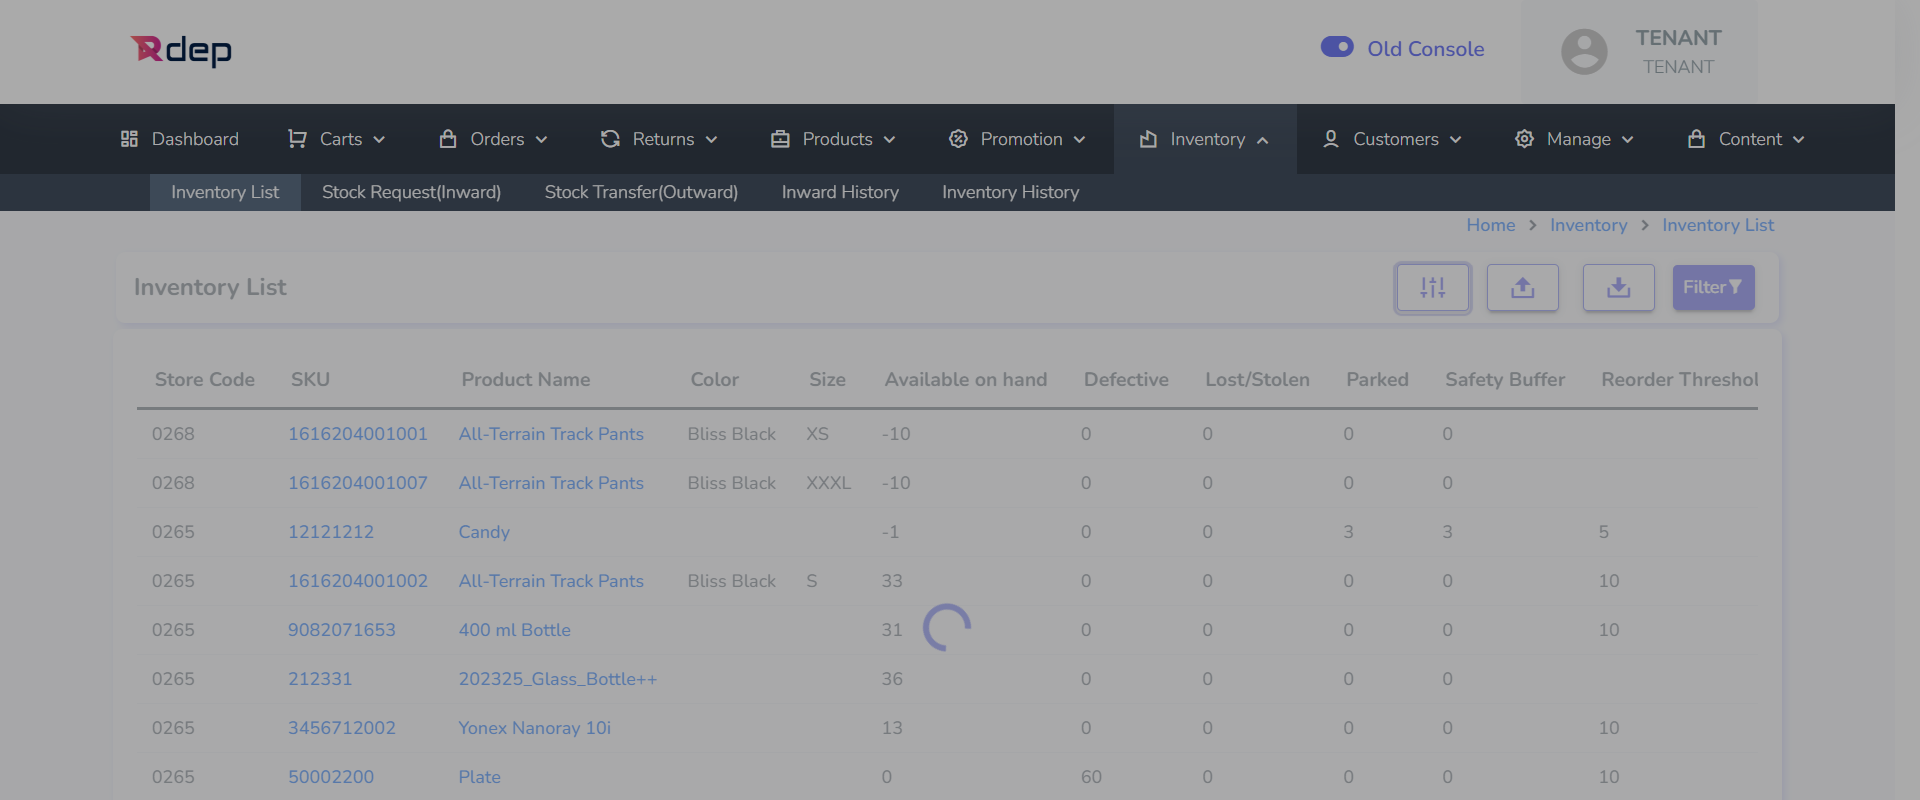 Rdep
Old Console
TENANT
TENANT
Dashboard Carts Orders Returns Products Promotion Inventory Customers Manage Content
Inventory List Stock Request(Inward) Stock Transfer(Outward) Inward History Inventory History
Home > Inventory > Inventory List
Inventory List Filter
Store Code SKU Product Name Color Size Available on hand Defective Lost/Stolen Parked Safety Buffer Reorder Threshol
0268 1616204001001 All-Terrain Track Pants Bliss Black XS -10 0 0 0 0
0268 1616204001007 All-Terrain Track Pants Bliss Black XXXL -10 0 0 0 0
0265 12121212 Candy -1 0 0 3 3 5
0265 1616204001002 All-Terrain Track Pants Bliss Black S 33 0 0 0 0 10
0265 9082071653 400 ml Bottle 31 0 0 0 0 10
0265 212331 202325_Glass_Bottle++ 36 0 0 0 0
0265 3456712002 Yonex Nanoray 10i 13 0 0 0 0 10
0265 50002200 Plate 0 60 0 0 0 10